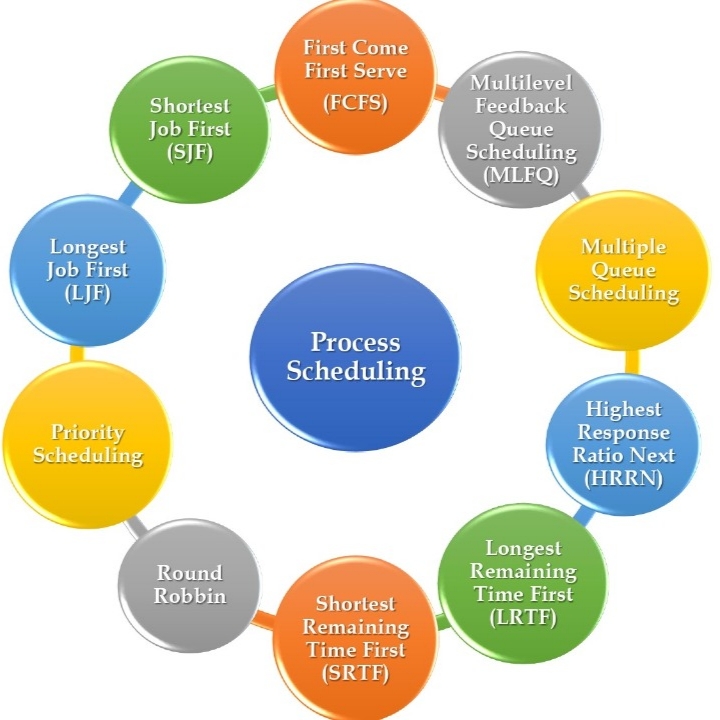 First Come
First Serve
(FCFS)
Multilevel
Feedback
Queue
Scheduling
(MLFQ)
Multiple
Queue
Scheduling
Highest
Response
Ratio Next
(HRRN)
Longest
Remaining
Time First
(LRTF)
Shortest
Remaining
Time First
(SRTF)
Round
Robbin
Priority
Scheduling
Longest
Job First
(LJF)
Shortest
Job First
(SJF)
Process
Scheduling